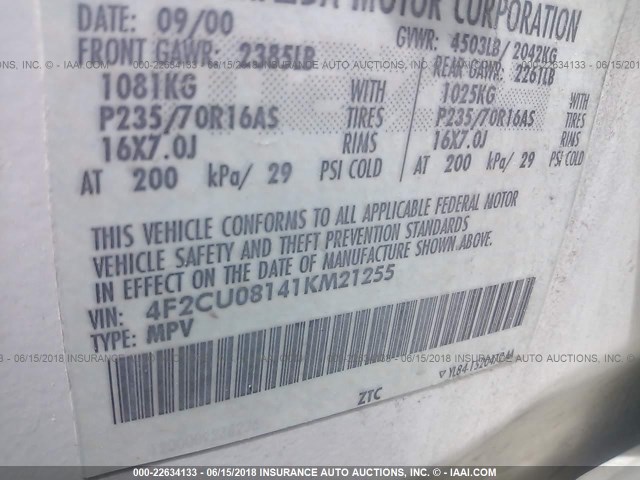 MOTOR CORPORATION
DATE: 09/00
GVWR: 4503LB/2042KG
FRONT GAWR: 2385LB
REAR GAWR: 2261LB
1081KG WITH 1025KG WITH
P235/70R16AS TIRES P235/70R16AS TIRES
16X7.0J RIMS 16X7.0J RIMS
AT 200 kPa/ 29 PSI COLD AT 200 kPa/ 29 PSI COLD
THIS VEHICLE CONFORMS TO ALL APPLICABLE FEDERAL MOTOR
VEHICLE SAFETY AND THEFT PREVENTION STANDARDS
IN EFFECT ON THE DATE OF MANUFACTURE SHOWN ABOVE.
VIN: 4F2CU08141KM21255
TYPE: MPV
ZTC
000-22634133 - 06/15/2018 - INSURANCE AUTO AUCTIONS, INC. - © - IAAI.COM